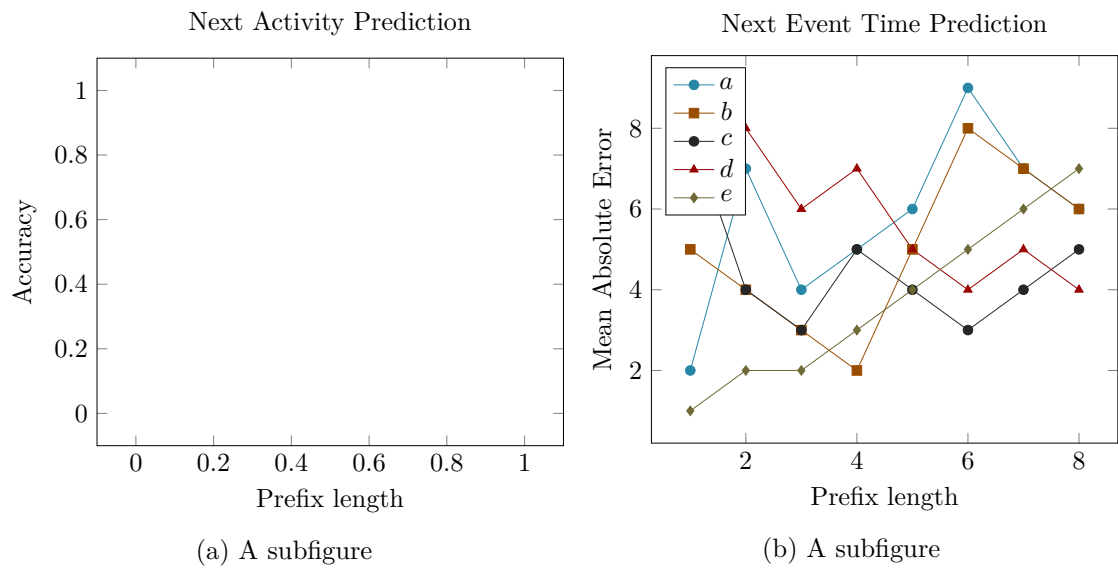 Next Activity Prediction
1
0.8
0.6
0.4
0.2
0
Accuracy
0 0.2 0.4 0.6 0.8 1
Prefix length
(a) A subfigure
Next Event Time Prediction
a
b
c
d
e
8
6
4
2
Mean Absolute Error
2 4 6 8
Prefix length
(b) A subfigure